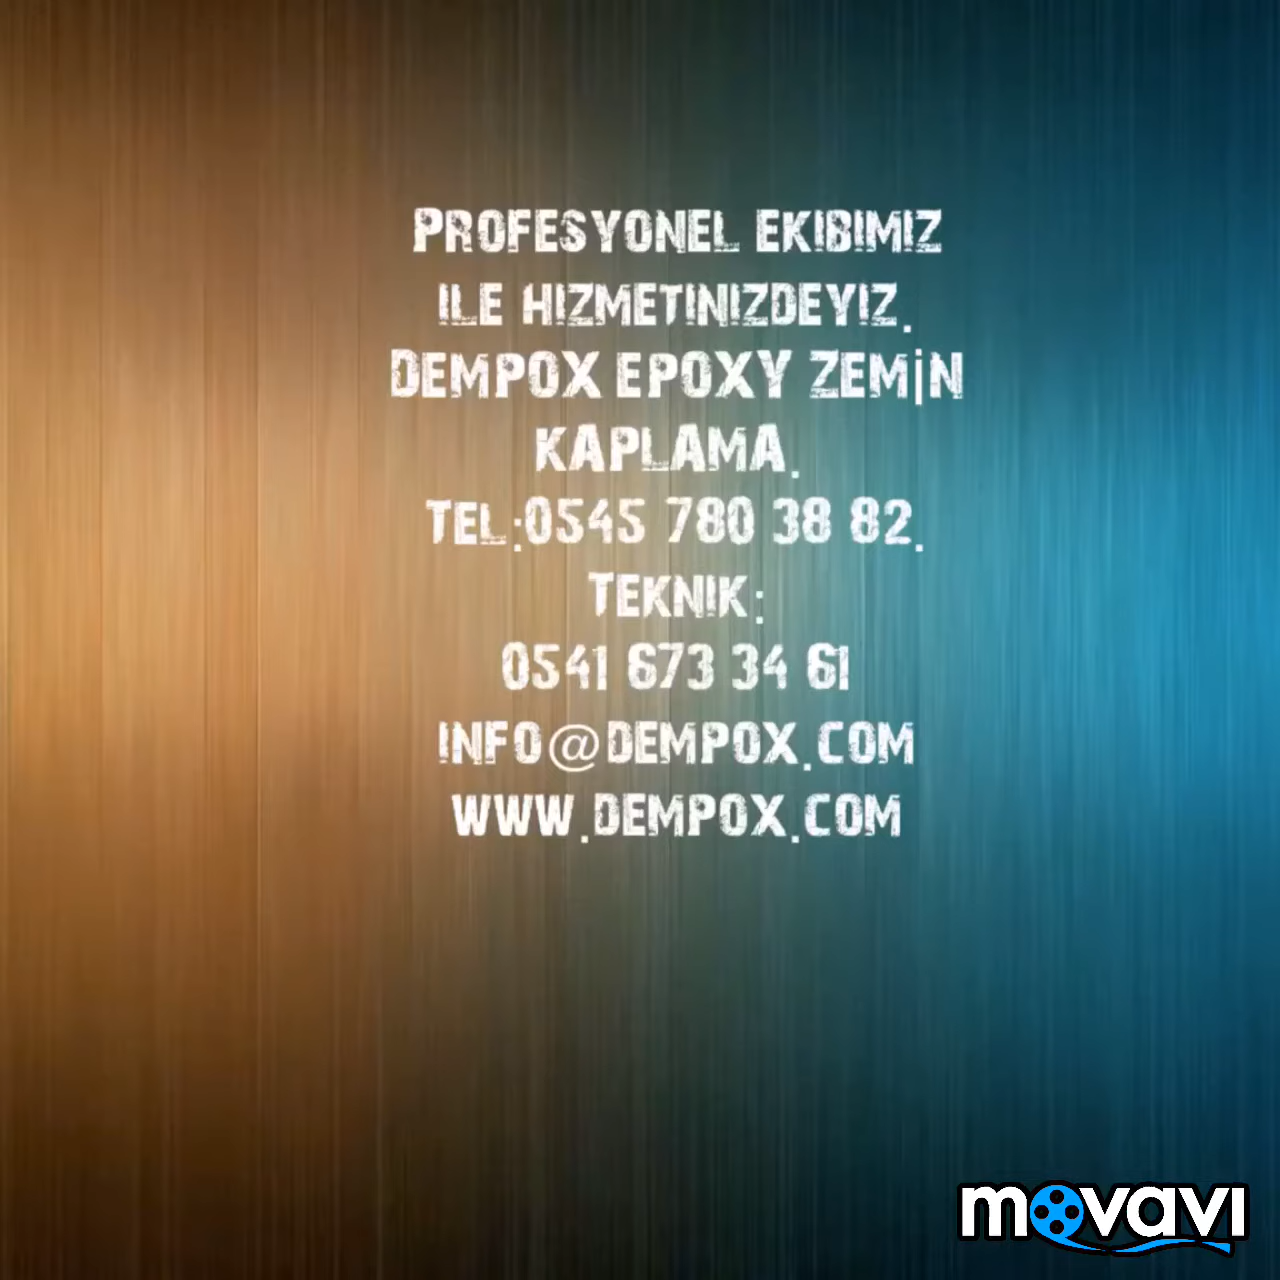 PROFESYONEL EKIBIMIZ
ILE HIZMETINIZDEYIZ.
DEMPOX EPOXY ZEMİN
KAPLAMA.
TEL:0545 780 38 82.
TEKNIK:
0541 673 34 61
INFO@DEMPOX.COM
WWW.DEMPOX.COM
movavi